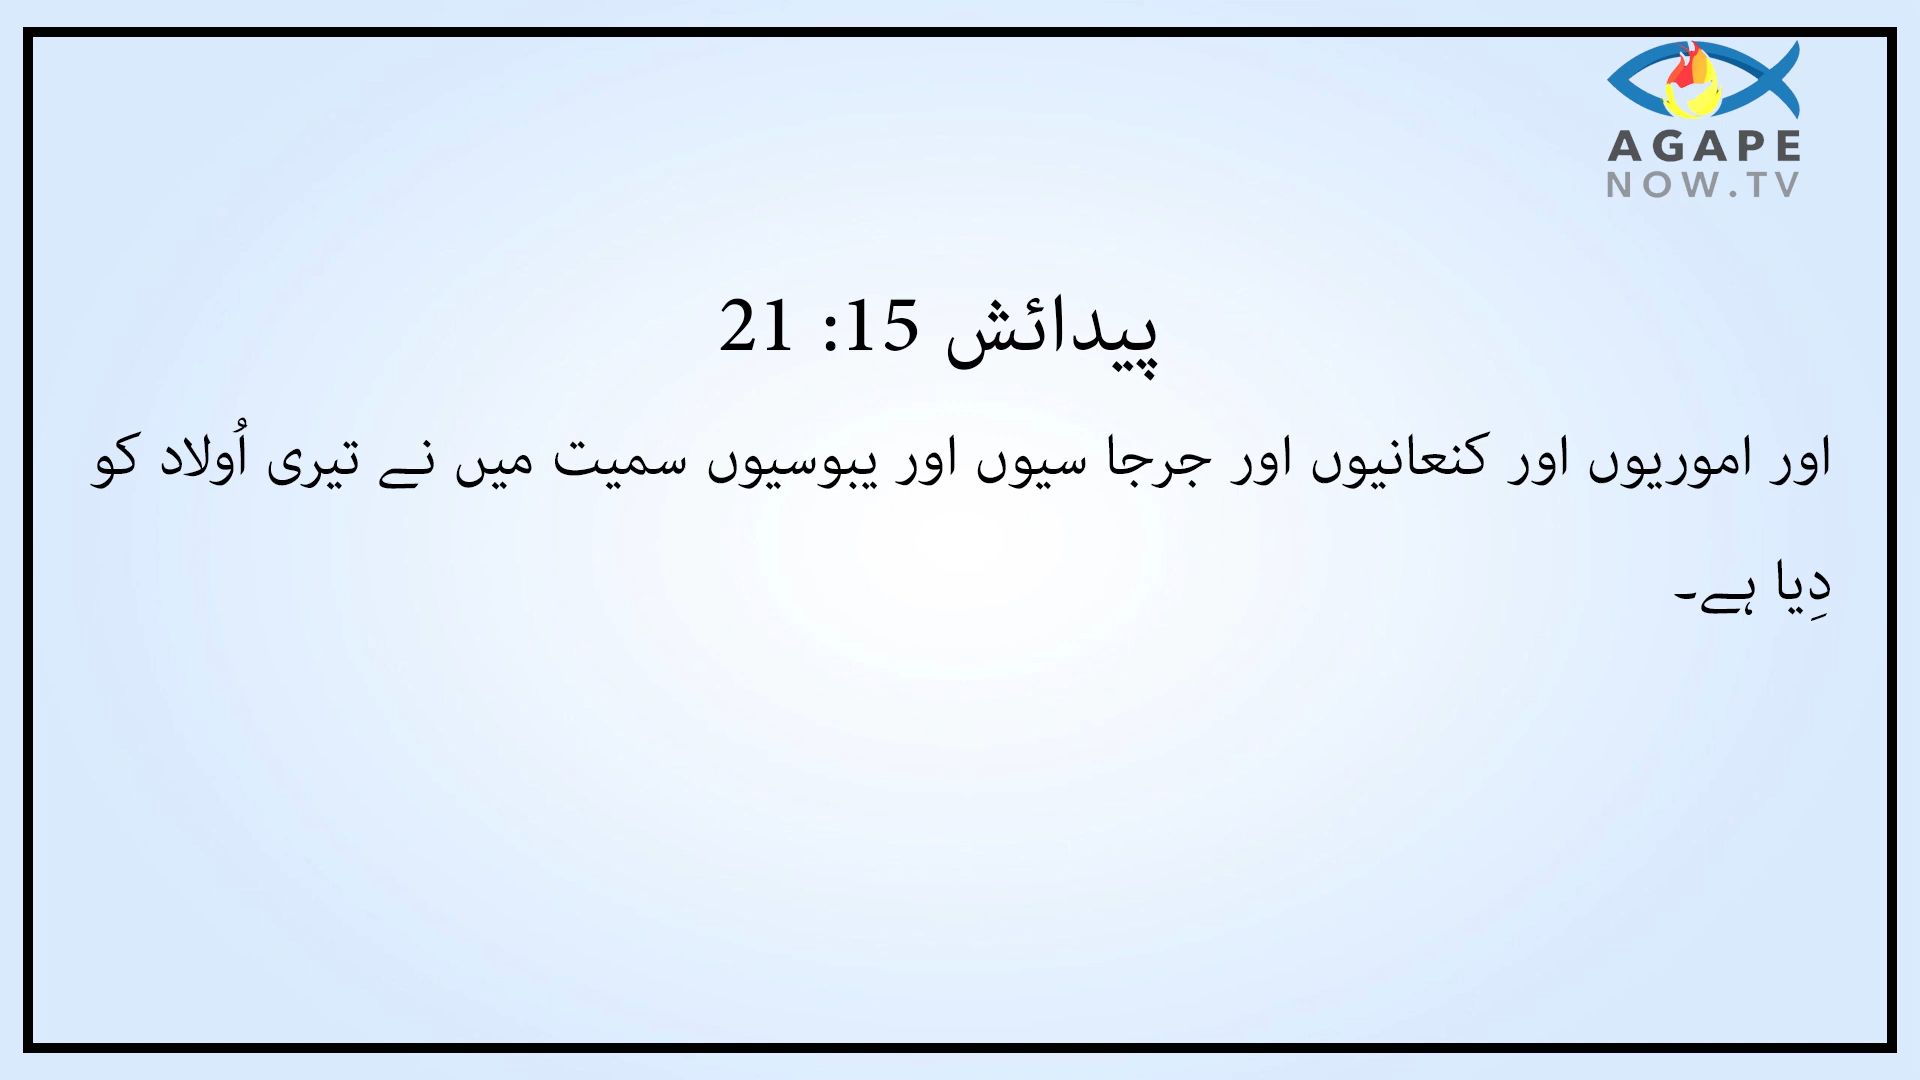 AGAPE
NOW.TV
پیدائش 15: 21
اور اموریوں اور کنعانیوں اور جرجا سیوں اور یبوسیوں سمیت میں نے تیری اُولاد کو
دِیا ہے۔